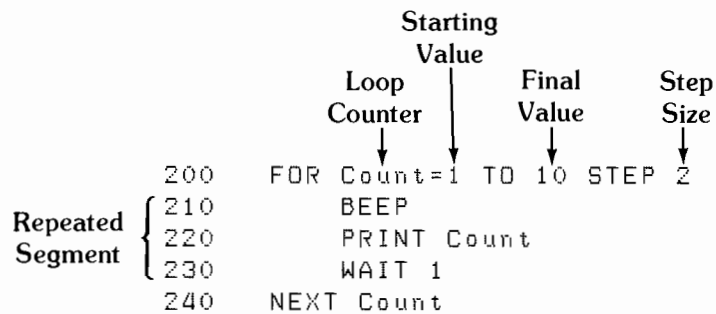 Starting
Value
Loop
Counter
Final
Value
Step
Size
200 FOR Count=1 TO 10 STEP 2
Repeated
Segment
210 BEEP
220 PRINT Count
230 WAIT 1
240 NEXT Count